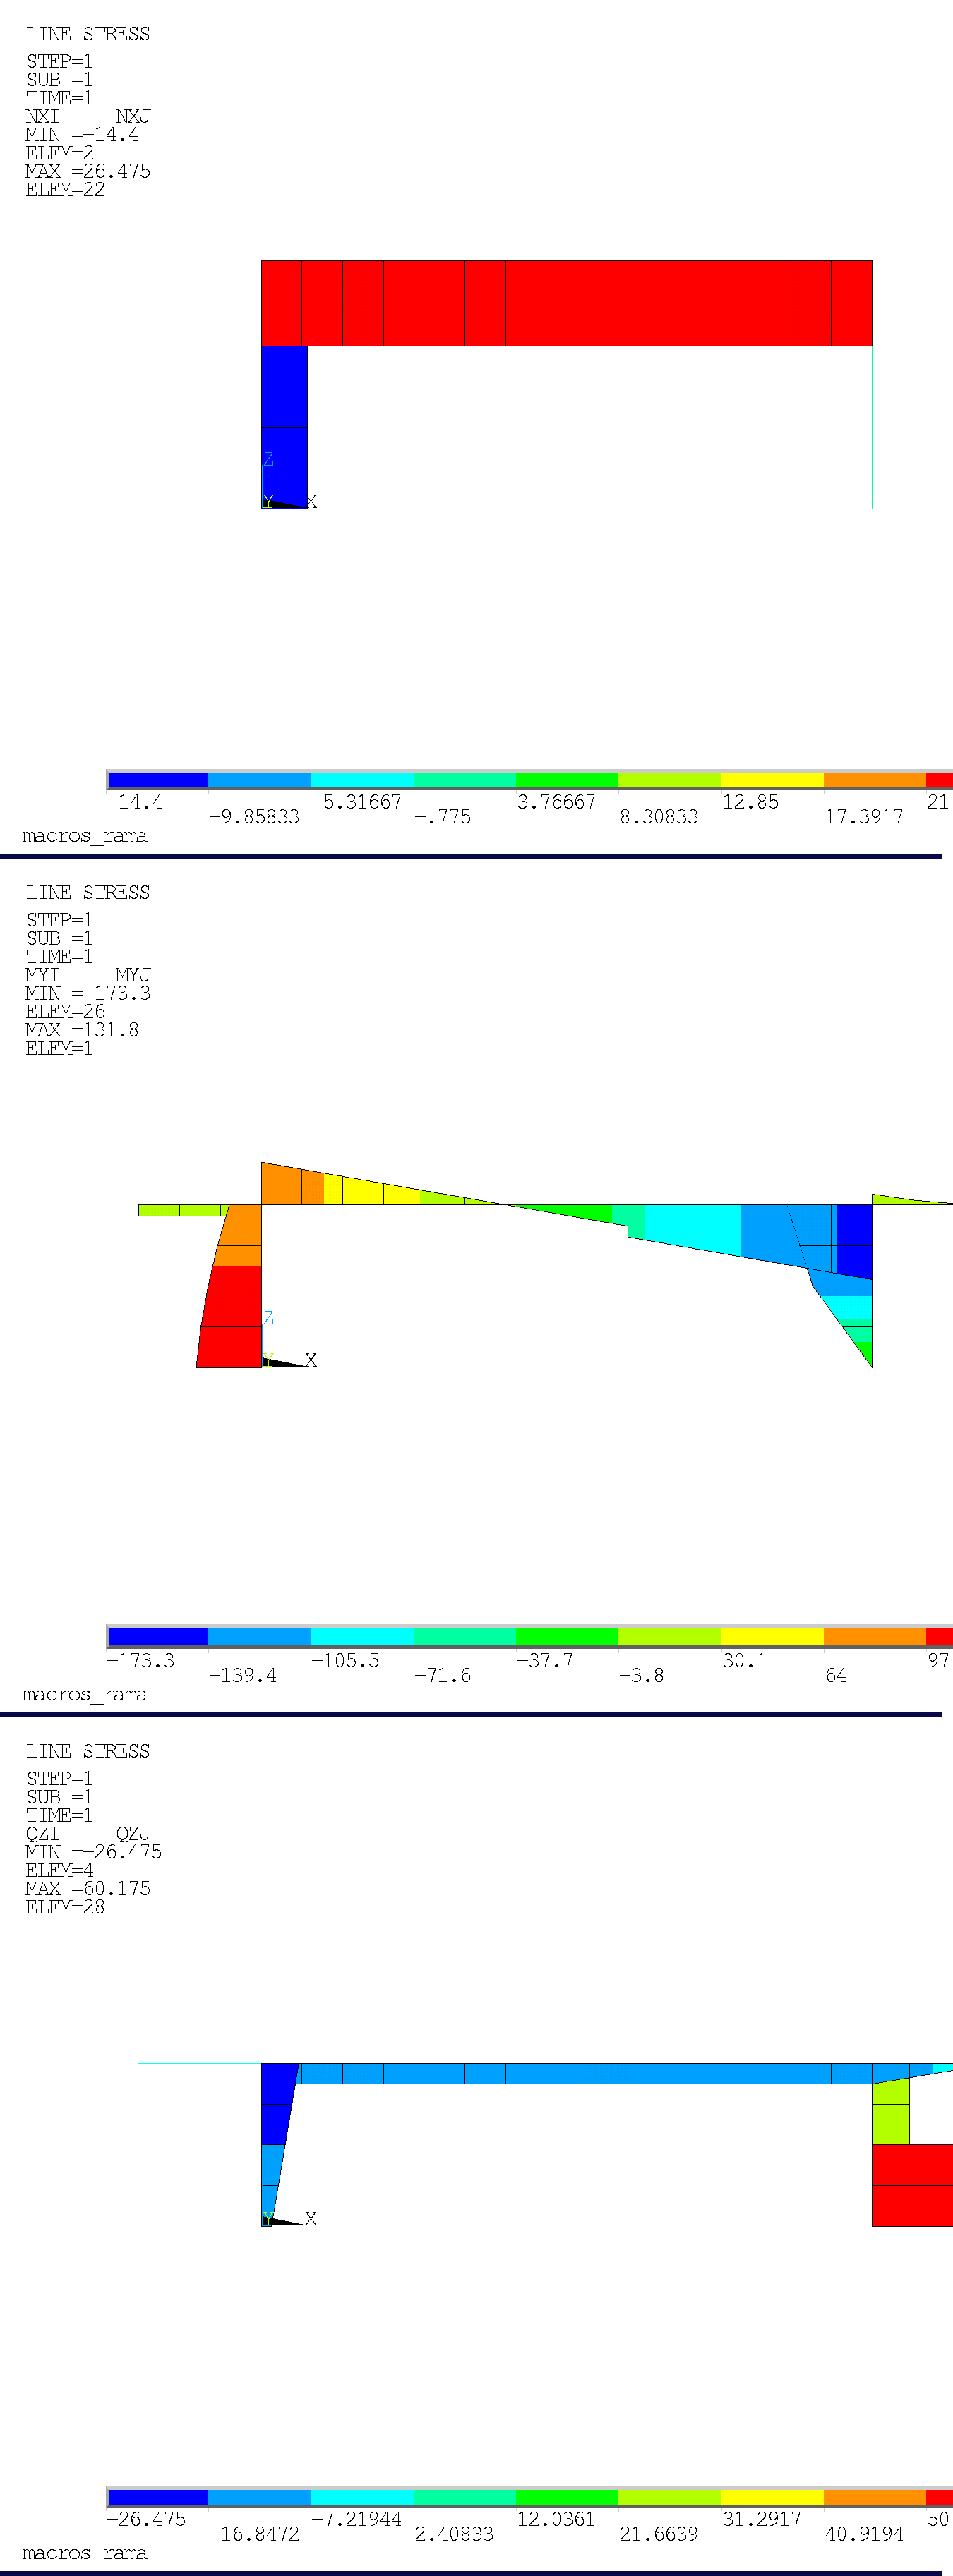 LINE STRESS
STEP=1
SUB =1
TIME=1
NXI NXJ
MIN =-14.4
ELEM=2
MAX =26.475
ELEM=22
Z
Y X
-14.4 -5.31667 3.76667 12.85 21
-9.85833 -.775 8.30833 17.3917
macros_rama
LINE STRESS
STEP=1
SUB =1
TIME=1
MYI MYJ
MIN =-173.3
ELEM=26
MAX =131.8
ELEM=1
Z
Y X
-173.3 -105.5 -37.7 30.1 97
-139.4 -71.6 -3.8 64
macros_rama
LINE STRESS
STEP=1
SUB =1
TIME=1
QZI QZJ
MIN =-26.475
ELEM=4
MAX =60.175
ELEM=28
Y X
-26.475 -7.21944 12.0361 31.2917 50
-16.8472 2.40833 21.6639 40.9194
macros_rama